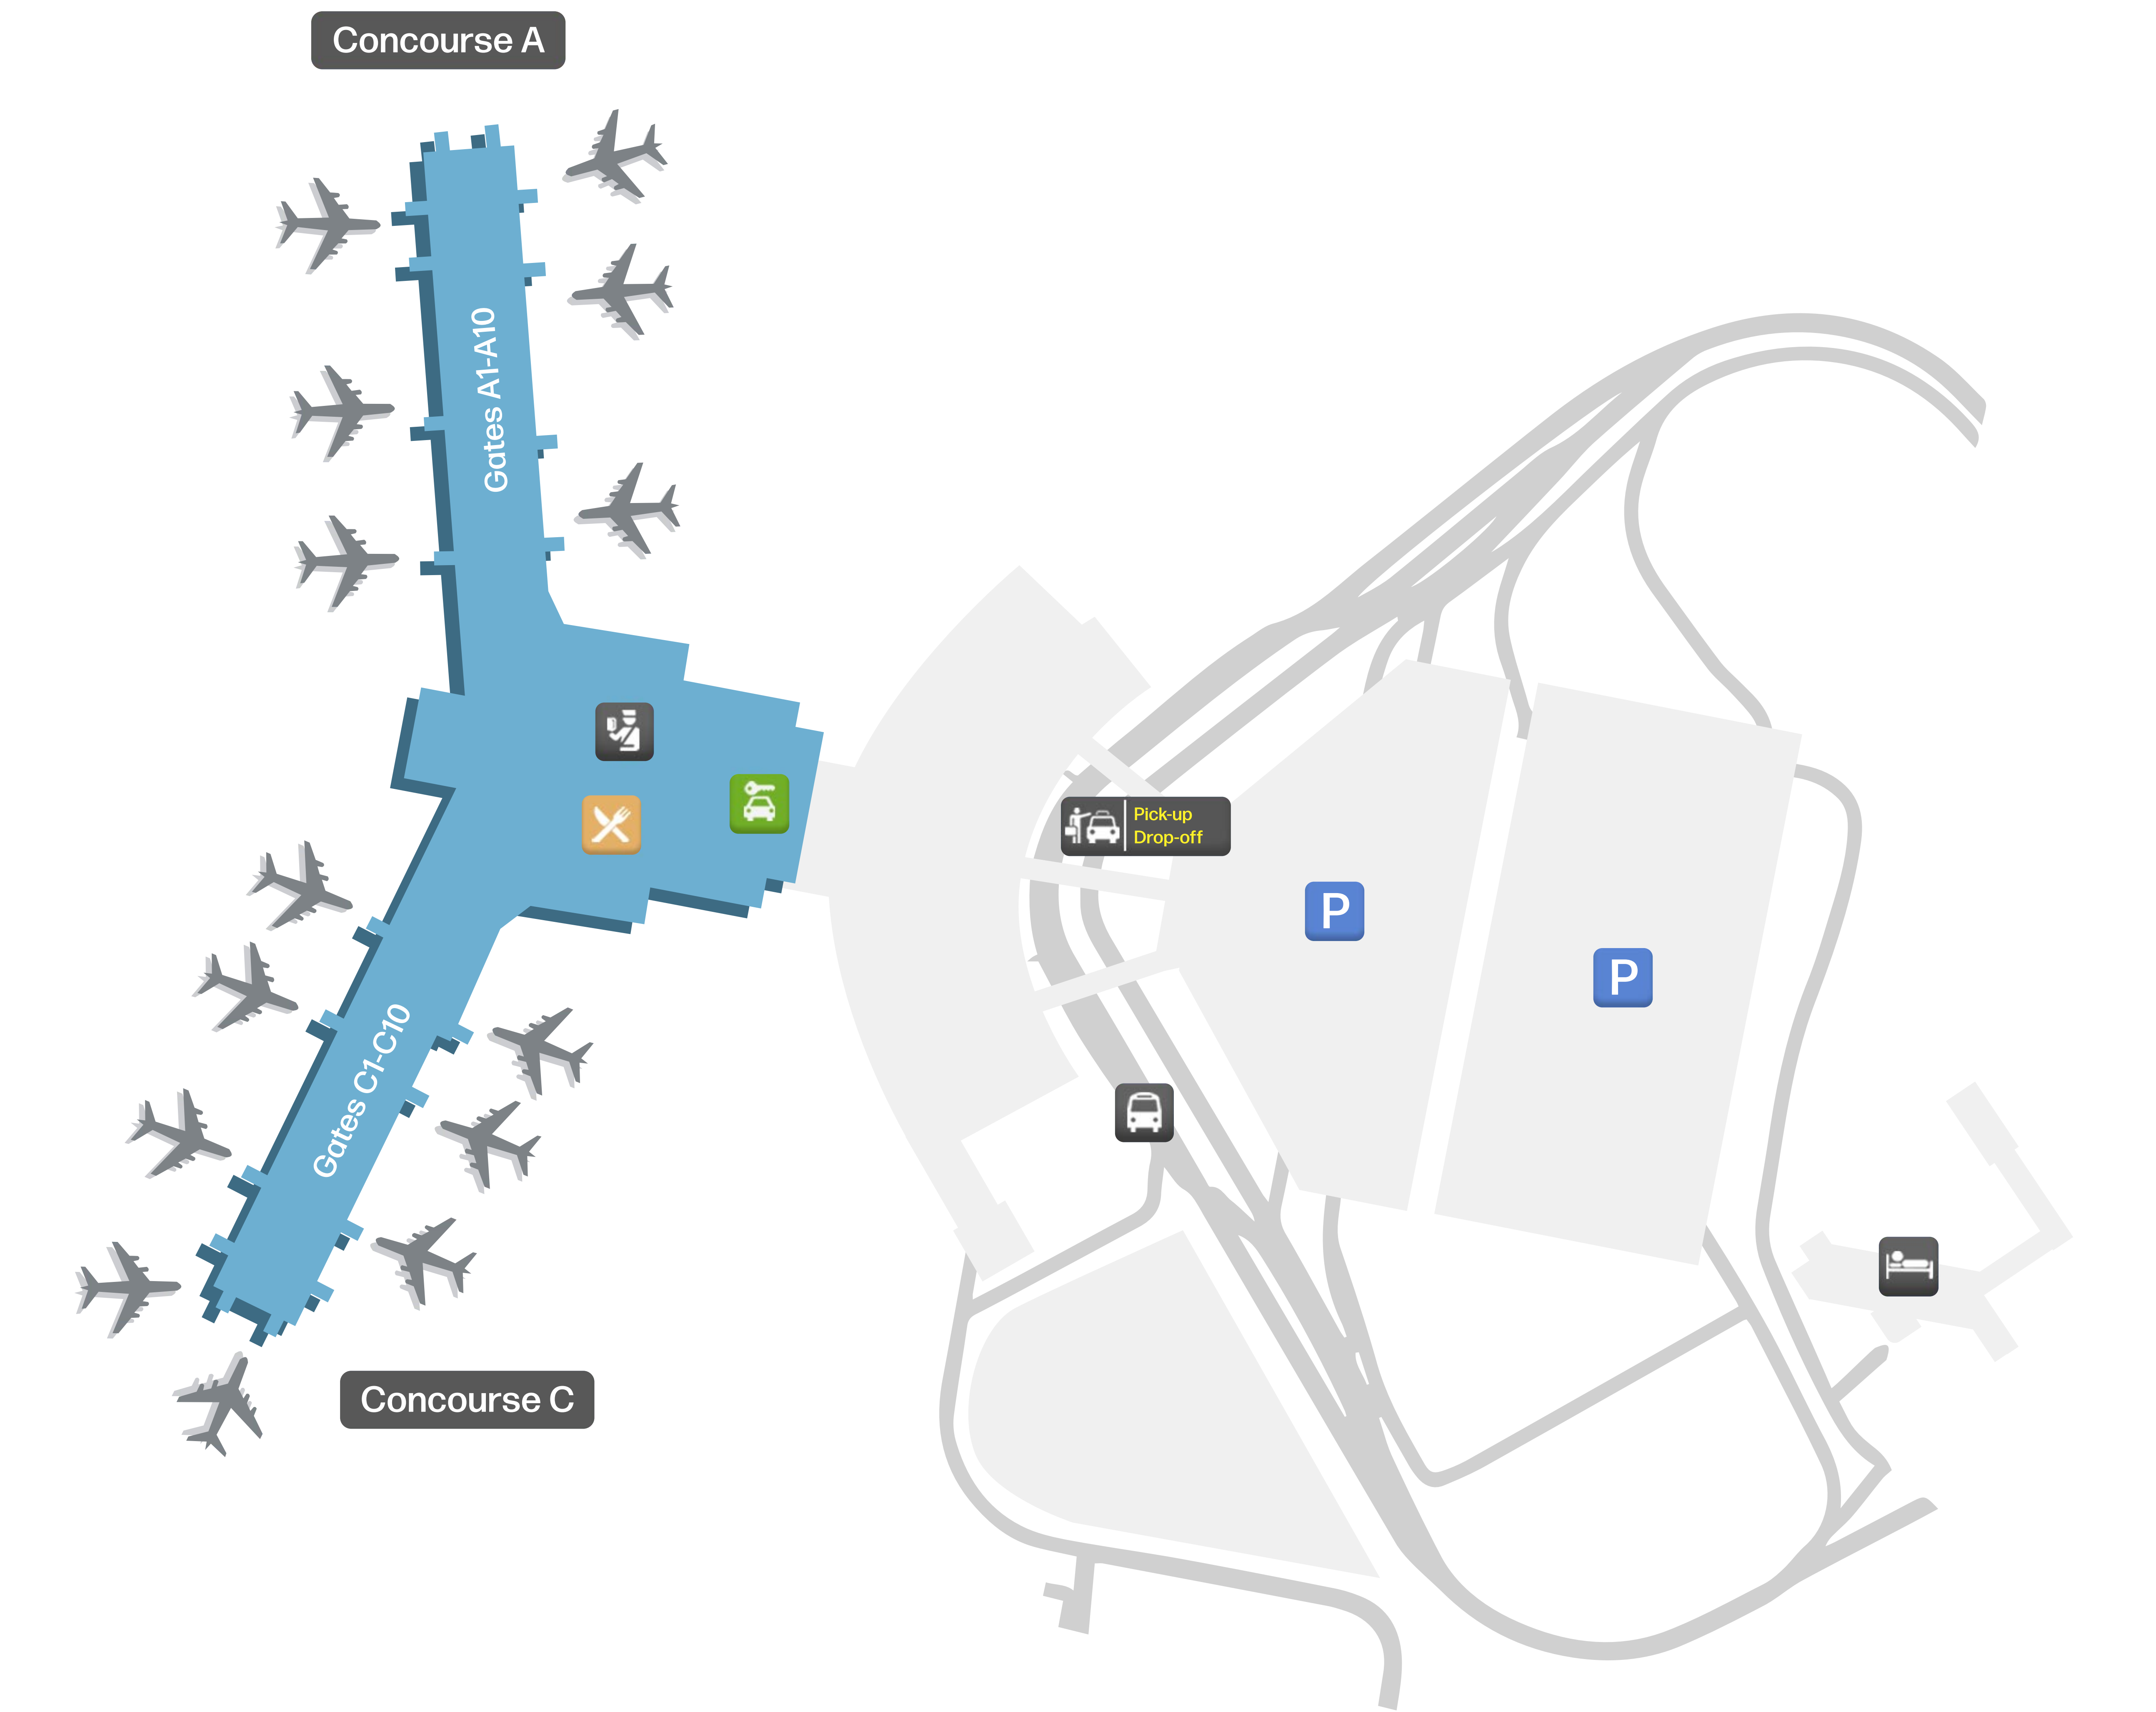 Concourse A
Gates A1-A10
Pick-up
Drop-off
P
P
Gates C1-C10
Concourse C